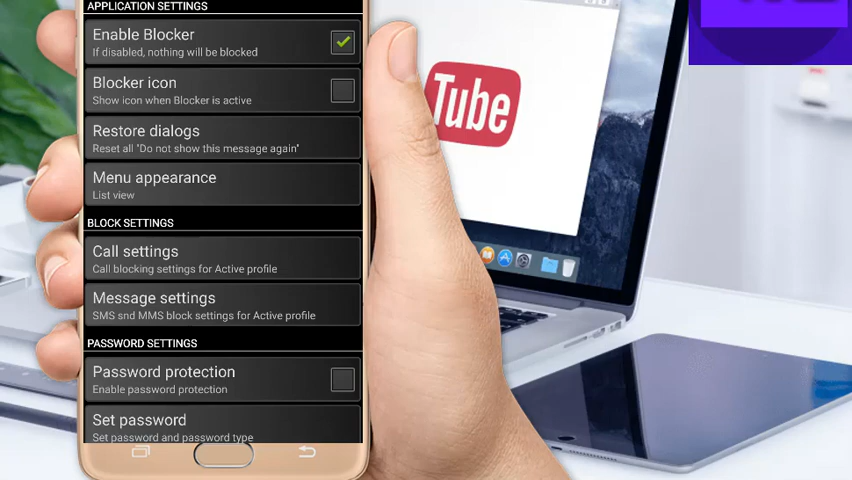 APPLICATION SETTINGS
Enable Blocker
If disabled, nothing will be blocked
Blocker icon
Show icon when Blocker is active
Restore dialogs
Reset all "Do not show this message again"
Menu appearance
List view
BLOCK SETTINGS
Call settings
Call blocking settings for Active profile
Message settings
SMS snd MMS block settings for Active profile
PASSWORD SETTINGS
Password protection
Enable password protection
Set password
Set password and password type
Tube